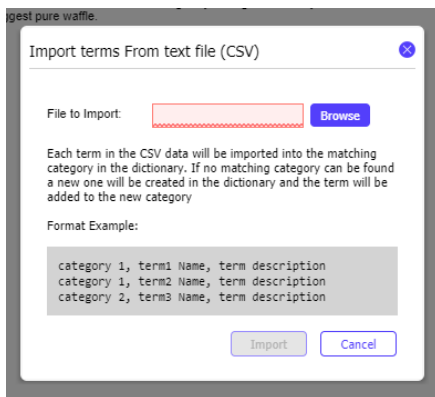 ggest pure waffle.
Import terms From text file (CSV)
File to Import:
Browse
Each term in the CSV data will be imported into the matching
category in the dictionary. If no matching category can be found
a new one will be created in the dictionary and the term will be
added to the new category
Format Example:
category 1, term1 Name, term description
category 1, term2 Name, term description
category 2, term3 Name, term description
Import
Cancel